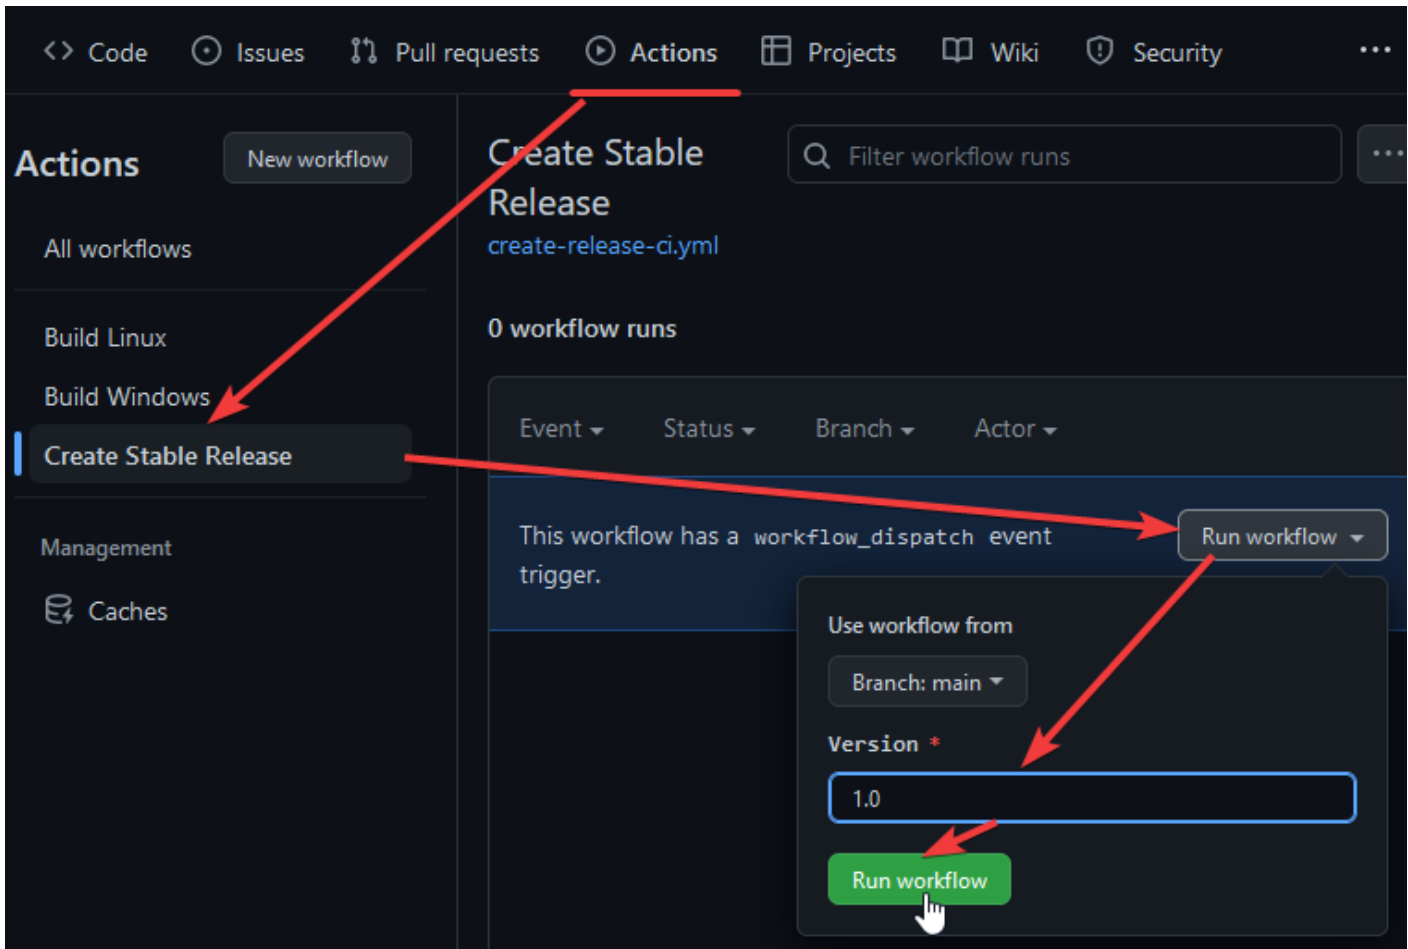 Code Issues Pull requests Actions Projects Wiki Security
Actions
New workflow
All workflows
Build Linux
Build Windows
Create Stable Release
Management
Caches
Create Stable
Release
create-release-ci.yml
Filter workflow runs
0 workflow runs
Event Status Branch Actor
This workflow has a workflow_dispatch event
trigger.
Run workflow
Use workflow from
Branch: main
Version *
1.0
Run workflow